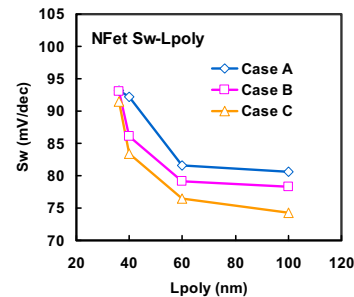 NFet Sw-Lpoly
Case A
Case B
Case C
Sw (mV/dec)
105
100
95
90
85
80
75
70
20 40 60 80 100 120
Lpoly (nm)